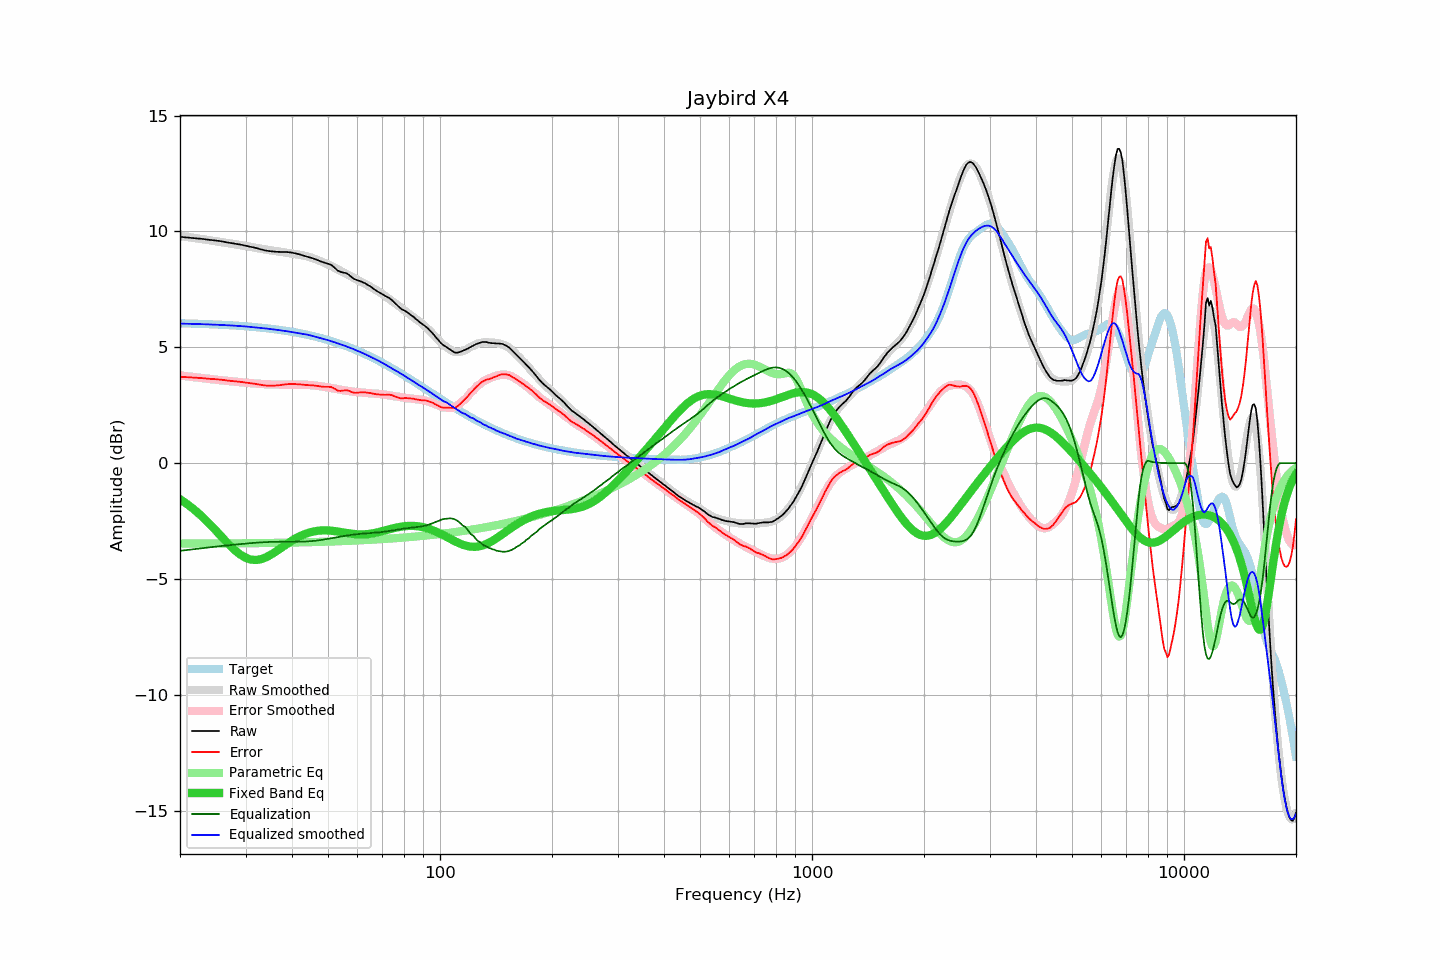 Jaybird X4
15
10
5
0
−5
−10
−15
Amplitude (dBr)
Target
Raw Smoothed
Error Smoothed
Raw
Error
Parametric Eq
Fixed Band Eq
Equalization
Equalized smoothed
100
1000
10000
Frequency (Hz)